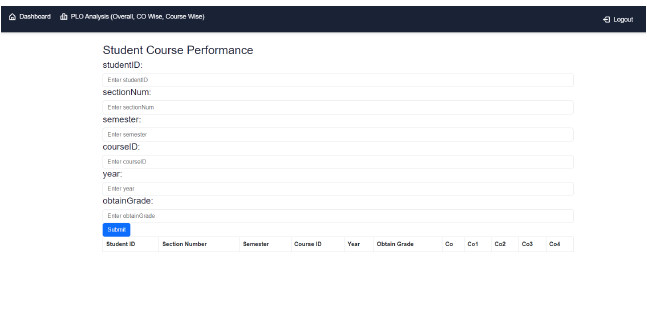 Dashboard PLO Analysis (Overall, CO Wise, Course Wise) Logout
Student Course Performance
studentID:
Enter studentID
sectionNum:
Enter sectionNum
semester:
Enter semester
courseID:
Enter courseID
year:
Enter year
obtainGrade:
Enter obtainGrade
Submit
Student ID Section Number Semester Course ID Year Obtain Grade Co Co1 Co2 Co3 Co4